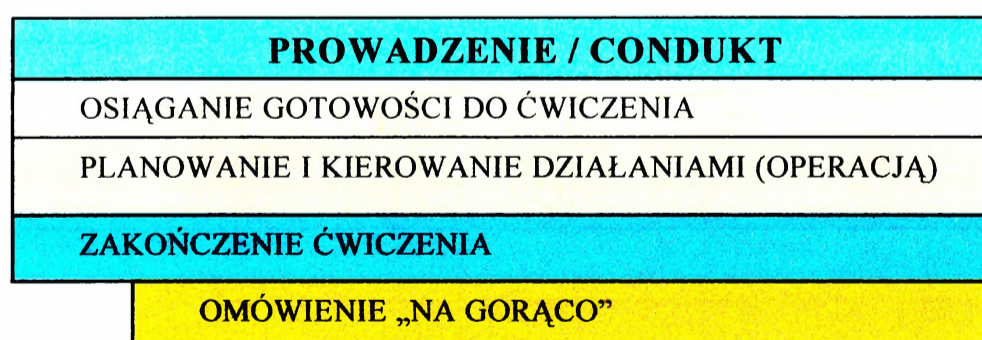 PROWADZENIE / CONDUKT
OSIĄGANIE GOTOWOŚCI DO ĆWICZENIA
PLANOWANIE I KIEROWANIE DZIAŁANIAMI (OPERACJĄ)
ZAKOŃCZENIE ĆWICZENIA
OMÓWIENIE „NA GORĄCO”